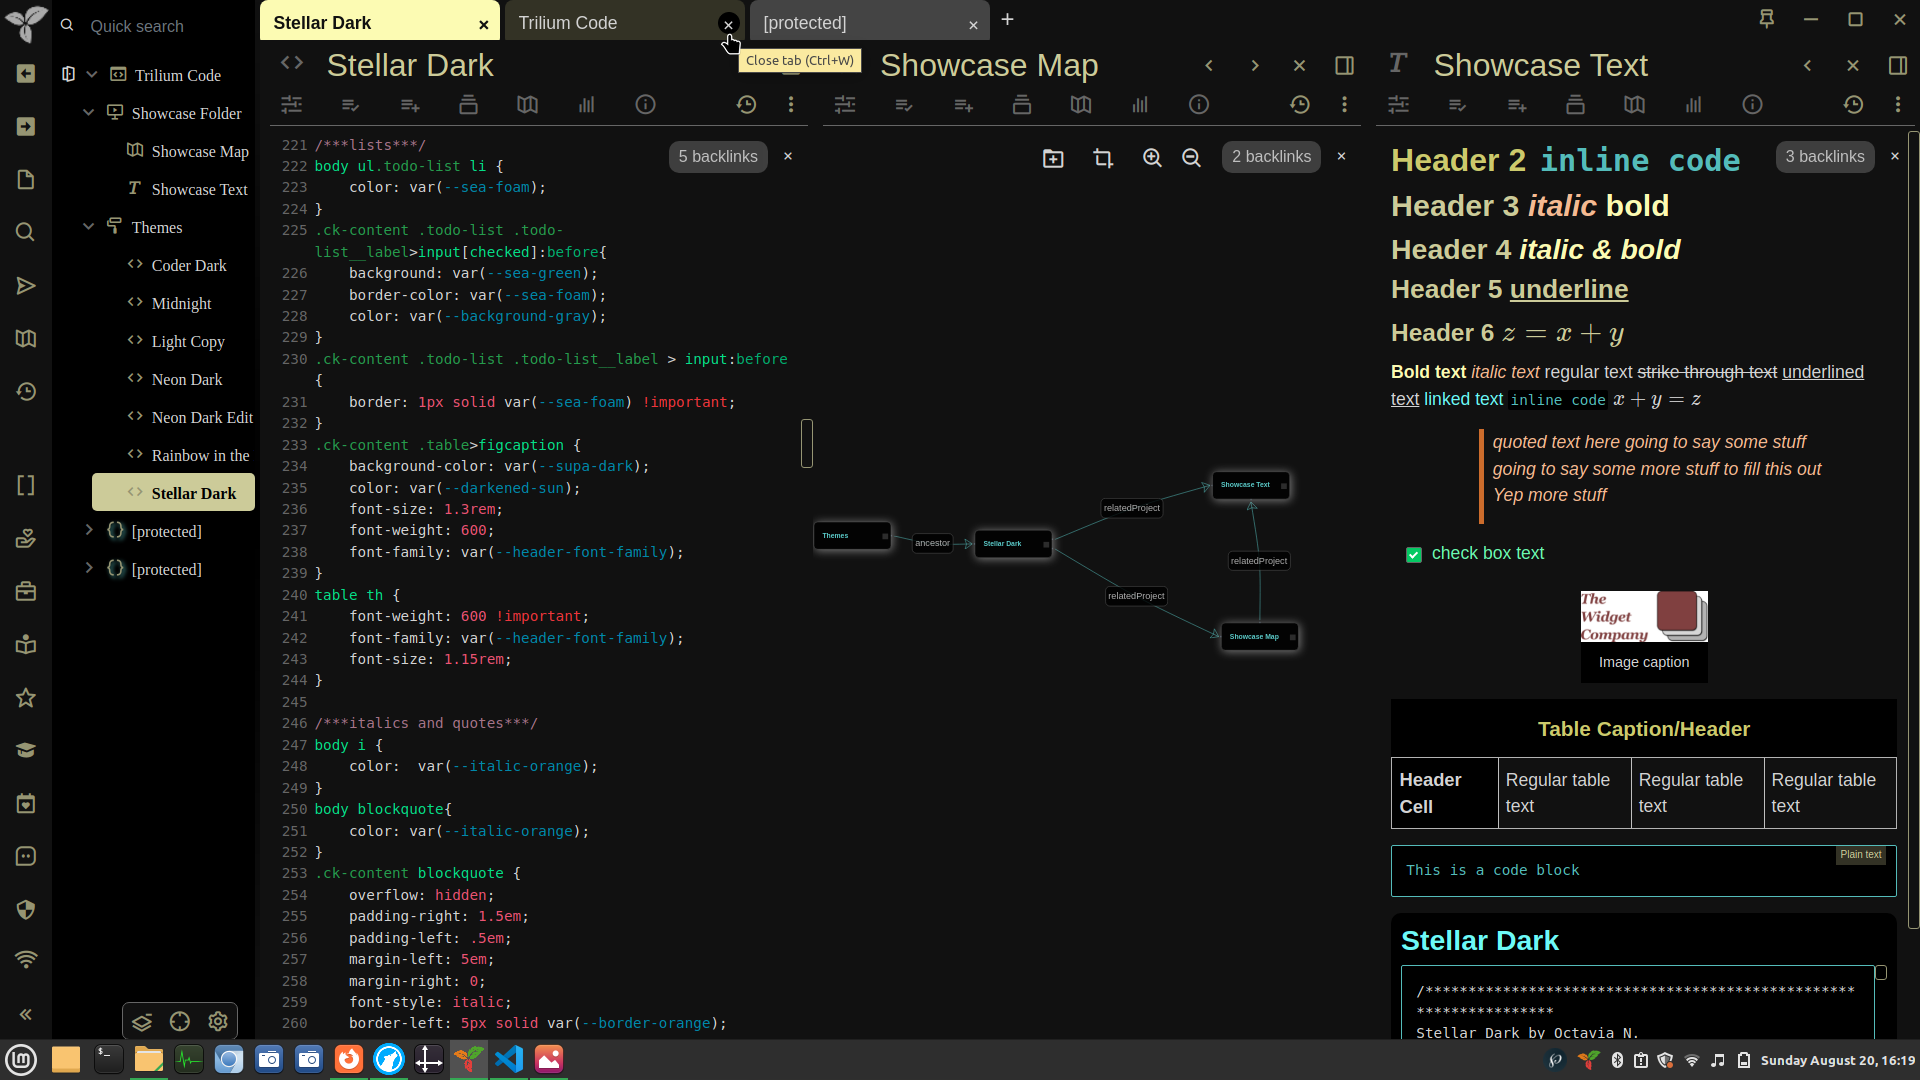 Quick search
Trilium Code
Showcase Folder
Showcase Map
Showcase Text
Themes
Coder Dark
Midnight
Light Copy
Neon Dark
Neon Dark Edit
Rainbow in the
Stellar Dark
[protected]
[protected]
Stellar Dark
Trilium Code
[protected]
Close tab (Ctrl+W)
Stellar Dark
5 backlinks
221 /***lists***/
222 body ul.todo-list li {
223 color: var(--sea-foam);
224 }
225 .ck-content .todo-list .todo-
list__label>input[checked]:before{
226 background: var(--sea-green);
227 border-color: var(--sea-foam);
228 color: var(--background-gray);
229 }
230 .ck-content .todo-list .todo-list__label > input:before
{
231 border: 1px solid var(--sea-foam) !important;
232 }
233 .ck-content .table>figcaption {
234 background-color: var(--supa-dark);
235 color: var(--darkened-sun);
236 font-size: 1.3rem;
237 font-weight: 600;
238 font-family: var(--header-font-family);
239 }
240 table th {
241 font-weight: 600 !important;
242 font-family: var(--header-font-family);
243 font-size: 1.15rem;
244 }
245
246 /***italics and quotes***/
247 body i {
248 color:  var(--italic-orange);
249 }
250 body blockquote{
251 color: var(--italic-orange);
252 }
253 .ck-content blockquote {
254 overflow: hidden;
255 padding-right: 1.5em;
256 padding-left: .5em;
257 margin-left: 5em;
258 margin-right: 0;
259 font-style: italic;
260 border-left: 5px solid var(--border-orange);
Showcase Map
2 backlinks
Showcase Text
relatedProject
Themes
ancestor
Stellar Dark
relatedProject
relatedProject
Showcase Map
Showcase Text
3 backlinks
Header 2 inline code
Header 3 italic bold
Header 4 italic & bold
Header 5 underline
Header 6 z = x + y
Bold text italic text regular text strike through text underlined
text linked text inline code x + y = z
quoted text here going to say some stuff
going to say some more stuff to fill this out
Yep more stuff
check box text
The
Widget
Company
Image caption
Table Caption/Header
Header Cell
Regular table text
Regular table text
Regular table text
Plain text
This is a code block
Stellar Dark
/**************************************************
****************
Stellar Dark by Octavia N.
Sunday August 20, 16:19